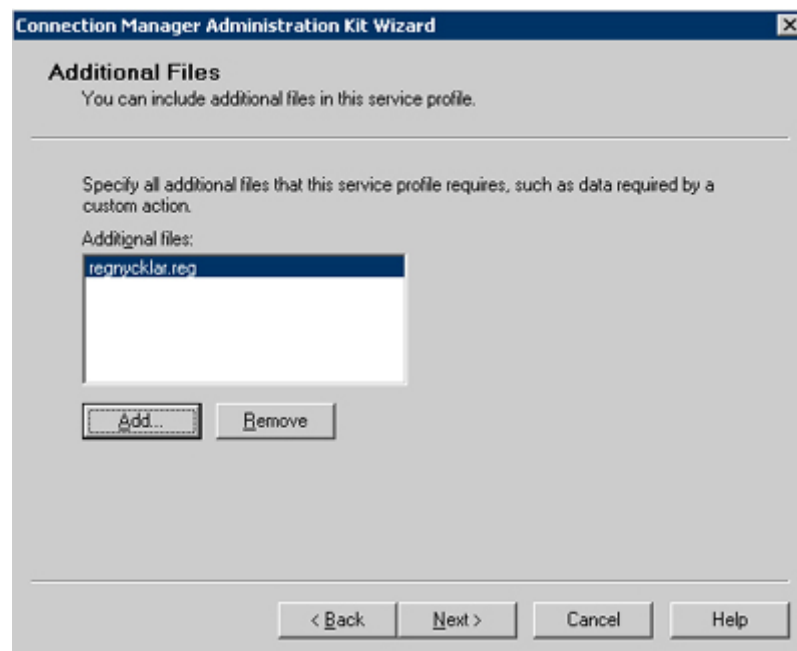 Connection Manager Administration Kit Wizard
Additional Files
You can include additional files in this service profile.
Specify all additional files that this service profile requires, such as data required by a
custom action.
Additional files:
regnycklar.reg
Add...
Remove
< Back
Next >
Cancel
Help